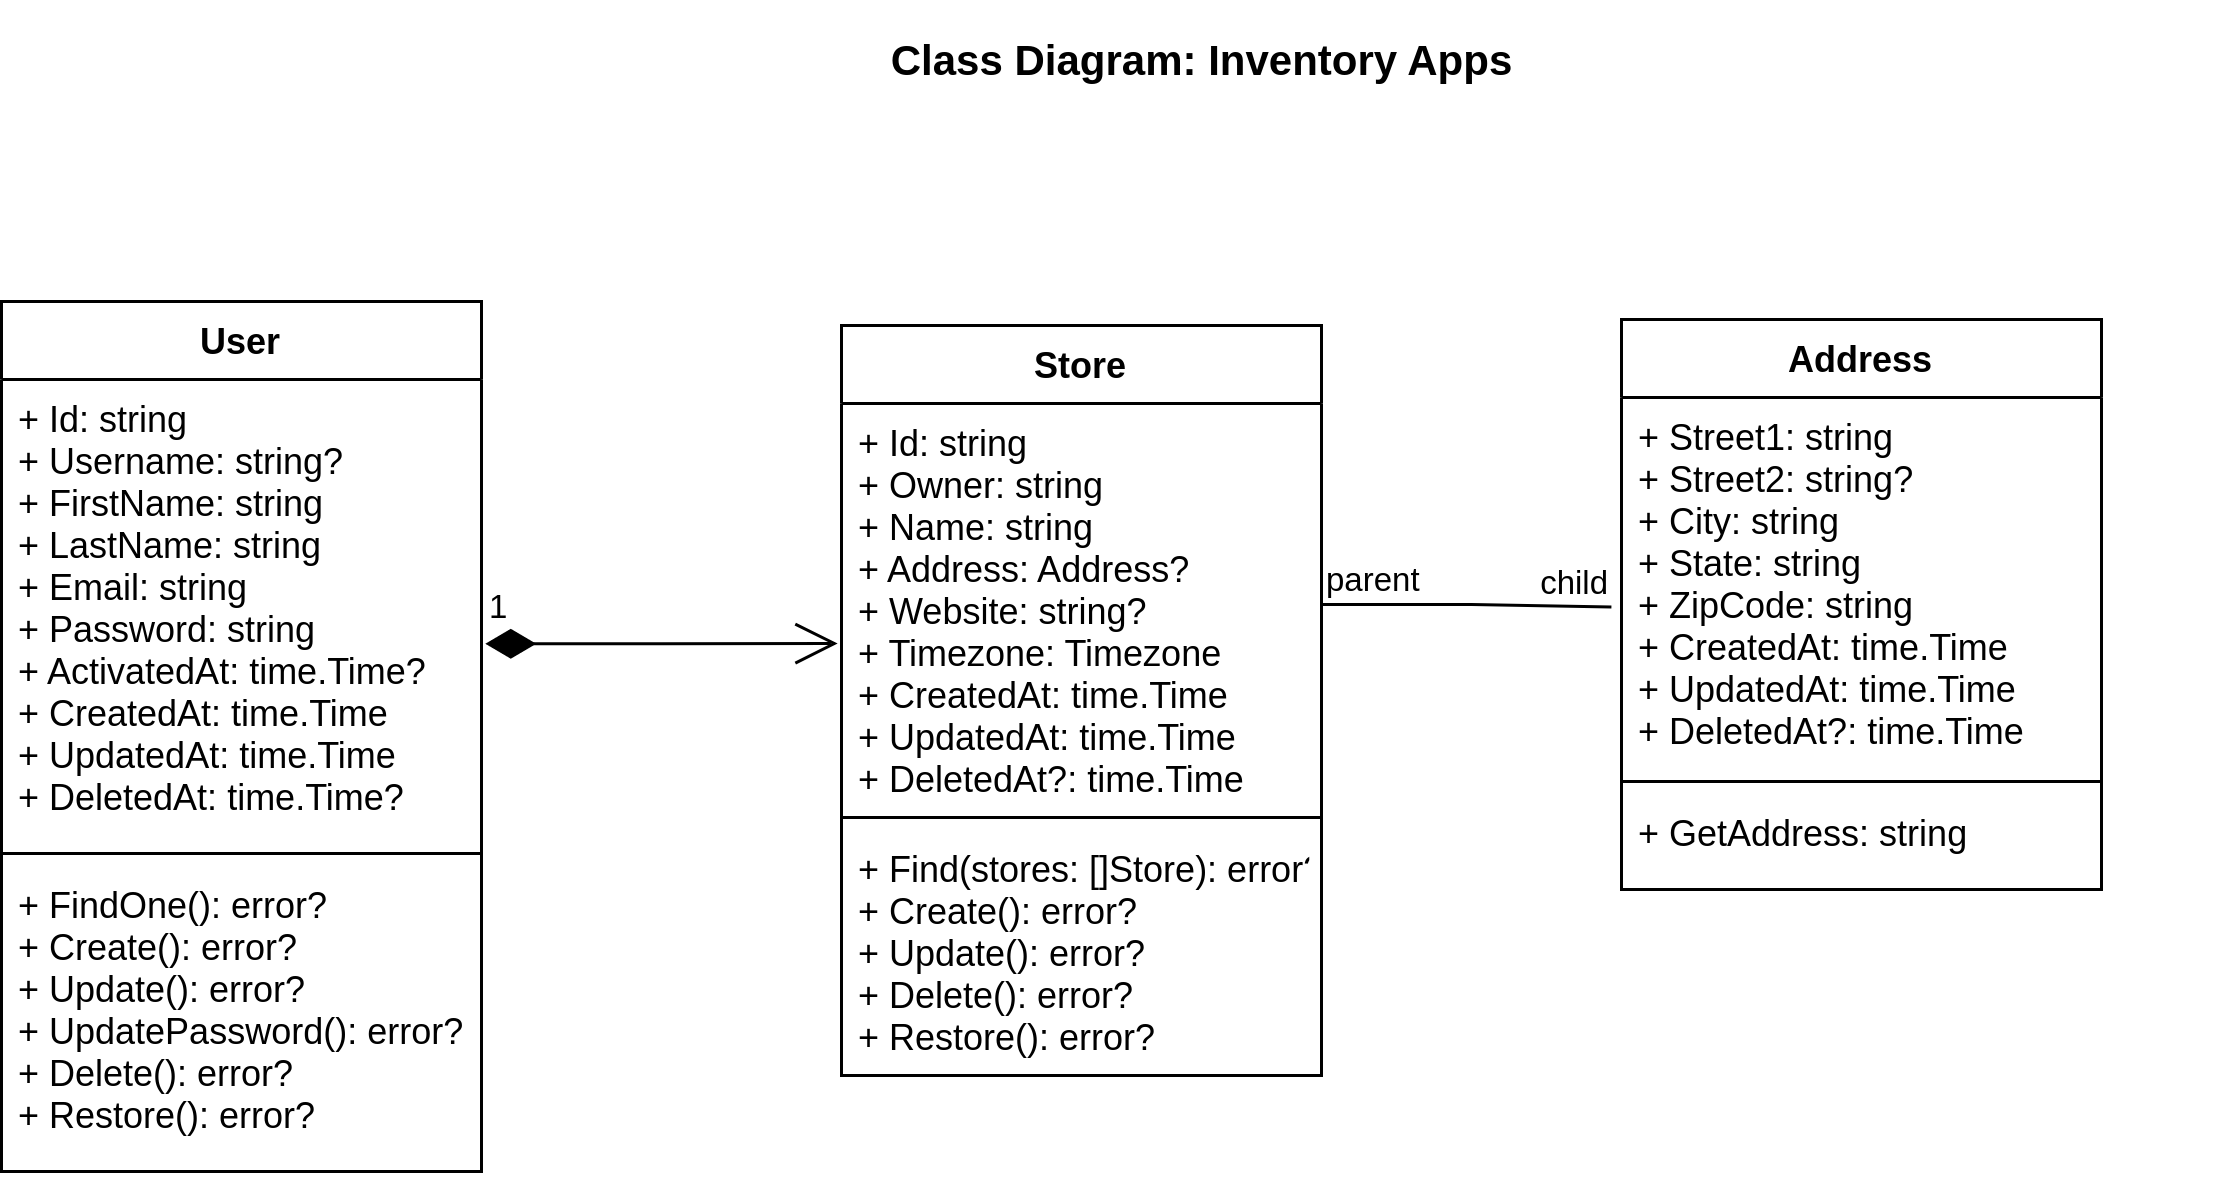 Class Diagram: Inventory Apps
User
+ Id: string
+ Username: string?
+ FirstName: string
+ LastName: string
+ Email: string
+ Password: string
+ ActivatedAt: time.Time?
+ CreatedAt: time.Time
+ UpdatedAt: time.Time
+ DeletedAt: time.Time?
+ FindOne(): error?
+ Create(): error?
+ Update(): error?
+ UpdatePassword(): error?
+ Delete(): error?
+ Restore(): error?
1
Store
+ Id: string
+ Owner: string
+ Name: string
+ Address: Address?
+ Website: string?
+ Timezone: Timezone
+ CreatedAt: time.Time
+ UpdatedAt: time.Time
+ DeletedAt?: time.Time
+ Find(stores: []Store): error?
+ Create(): error?
+ Update(): error?
+ Delete(): error?
+ Restore(): error?
parent
child
Address
+ Street1: string
+ Street2: string?
+ City: string
+ State: string
+ ZipCode: string
+ CreatedAt: time.Time
+ UpdatedAt: time.Time
+ DeletedAt?: time.Time
+ GetAddress: string